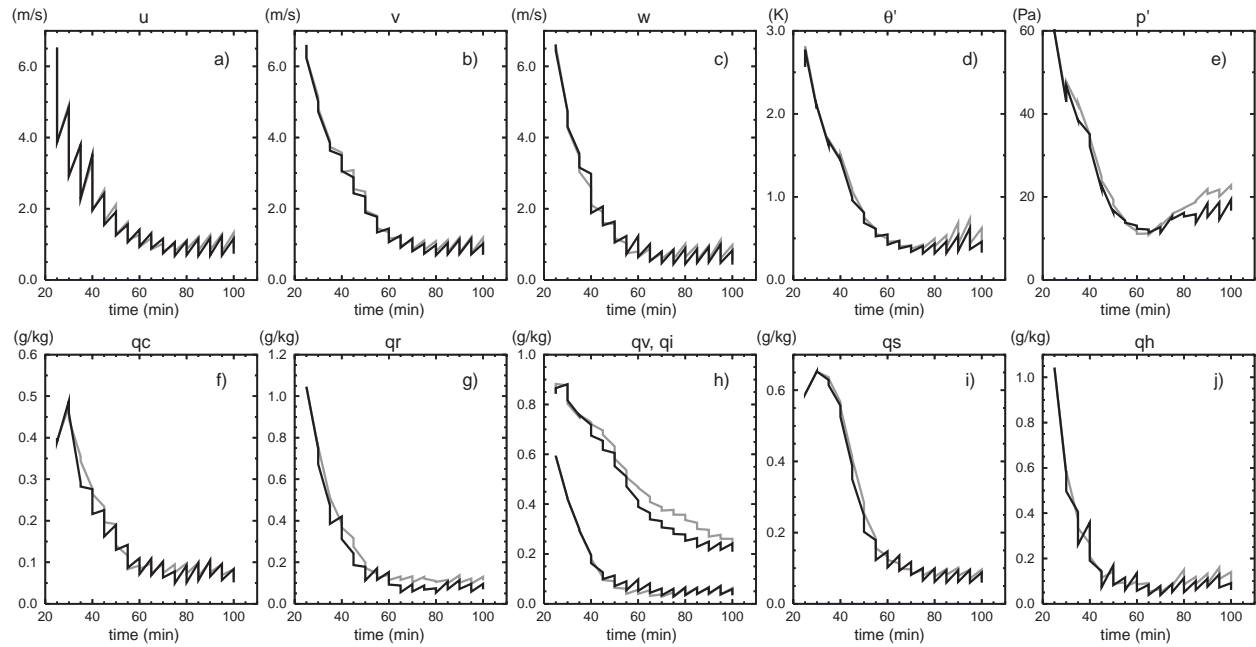 (m/s) u (m/s) v (m/s) w (K) θ' (Pa) p'
6.0 6.0 6.0 3.0 60
a) b) c) d) e)
4.0 4.0 4.0 2.0 40
2.0 2.0 2.0 1.0 20
0.0 0.0 0.0 0.0 0
20 40 60 80 100 20 40 60 80 100 20 40 60 80 100 20 40 60 80 100 20 40 60 80 100
time (min) time (min) time (min) time (min) time (min)
(g/kg) qc (g/kg) qr (g/kg) qv, qi (g/kg) qs (g/kg) qh
0.6 1.2 1.0
f) g) h) i) j)
0.5 1.0 0.8 0.6 1.0
0.4 0.8 0.6 0.4 0.8
0.3 0.6 0.4 0.2 0.6
0.2 0.4 0.2 0.4
0.1 0.2 0.2
0.0 0.0 0.0 0.0 0.0
20 40 60 80 100 20 40 60 80 100 20 40 60 80 100 20 40 60 80 100 20 40 60 80 100
time (min) time (min) time (min) time (min) time (min)